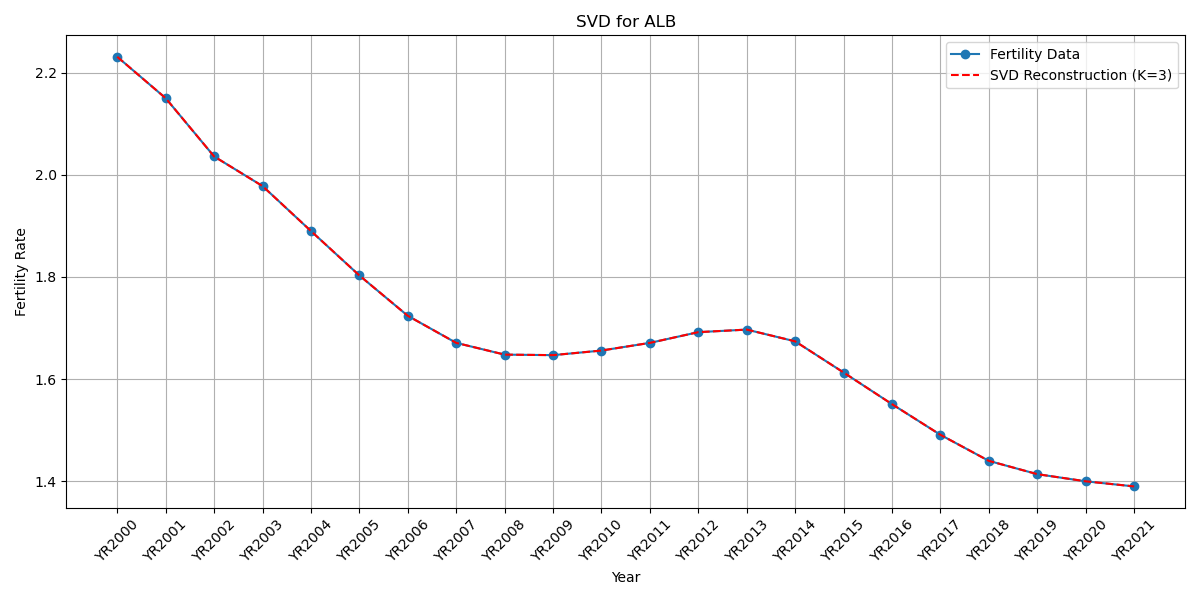 SVD for ALB
Fertility Data
SVD Reconstruction (K=3)
Fertility Rate
2.2
2.0
1.8
1.6
1.4
YR2000
YR2001
YR2002
YR2003
YR2004
YR2005
YR2006
YR2007
YR2008
YR2009
YR2010
YR2011
YR2012
YR2013
YR2014
YR2015
YR2016
YR2017
YR2018
YR2019
YR2020
YR2021
Year